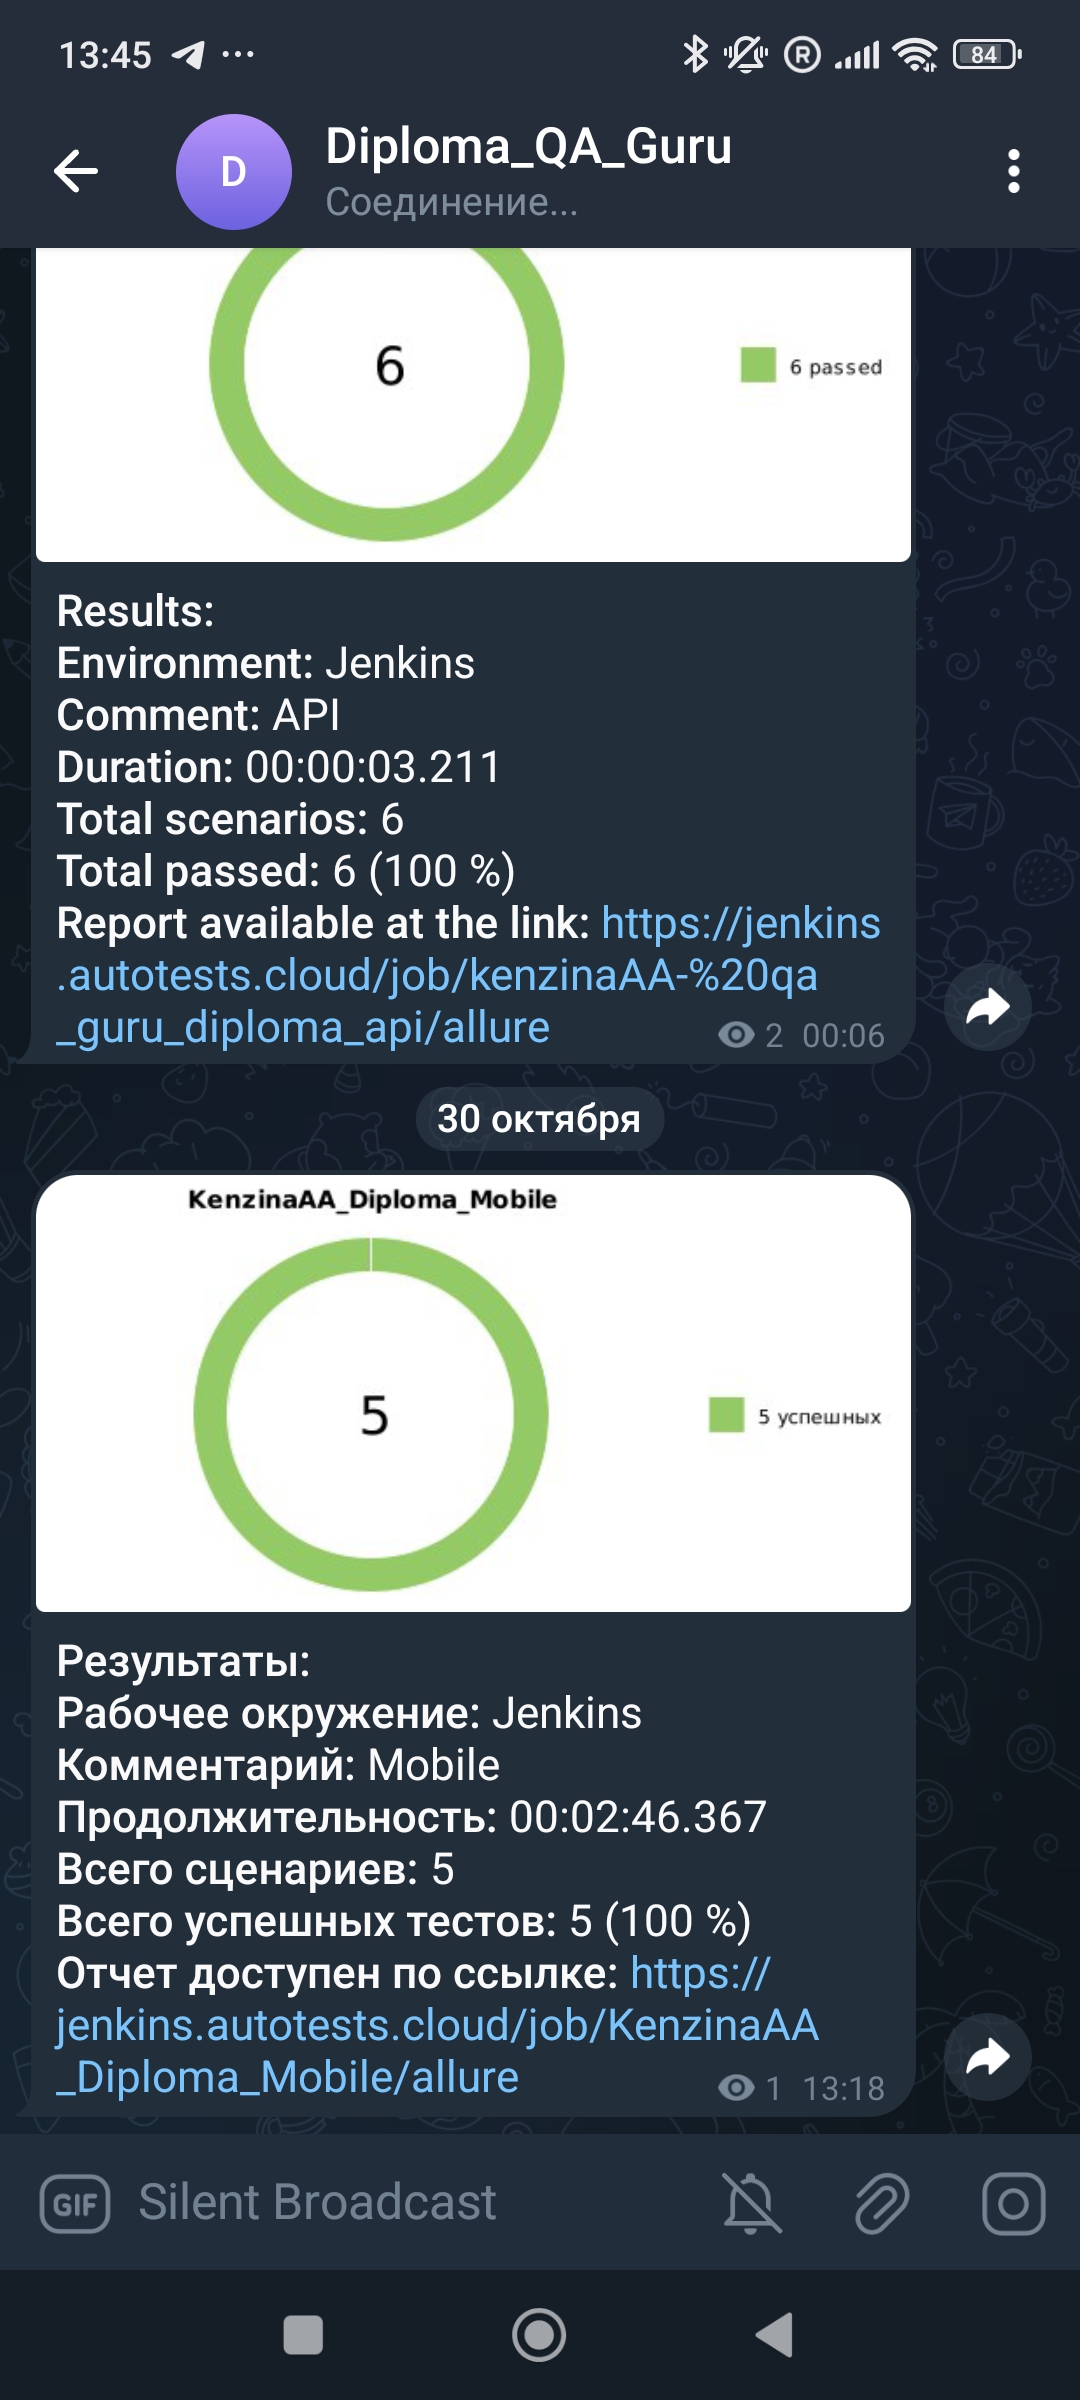 13:45
84
D
Diploma_QA_Guru
Соединение...
6
6 passed
Results:
Environment: Jenkins
Comment: API
Duration: 00:00:03.211
Total scenarios: 6
Total passed: 6 (100 %)
Report available at the link: https://jenkins
.autotests.cloud/job/kenzinaAA-%20qa
_guru_diploma_api/allure
2 00:06
30 октября
KenzinaAA_Diploma_Mobile
5
5 успешных
Результаты:
Рабочее окружение: Jenkins
Комментарий: Mobile
Продолжительность: 00:02:46.367
Всего сценариев: 5
Всего успешных тестов: 5 (100 %)
Отчет доступен по ссылке: https://
jenkins.autotests.cloud/job/KenzinaAA
_Diploma_Mobile/allure
1 13:18
GIF Silent Broadcast